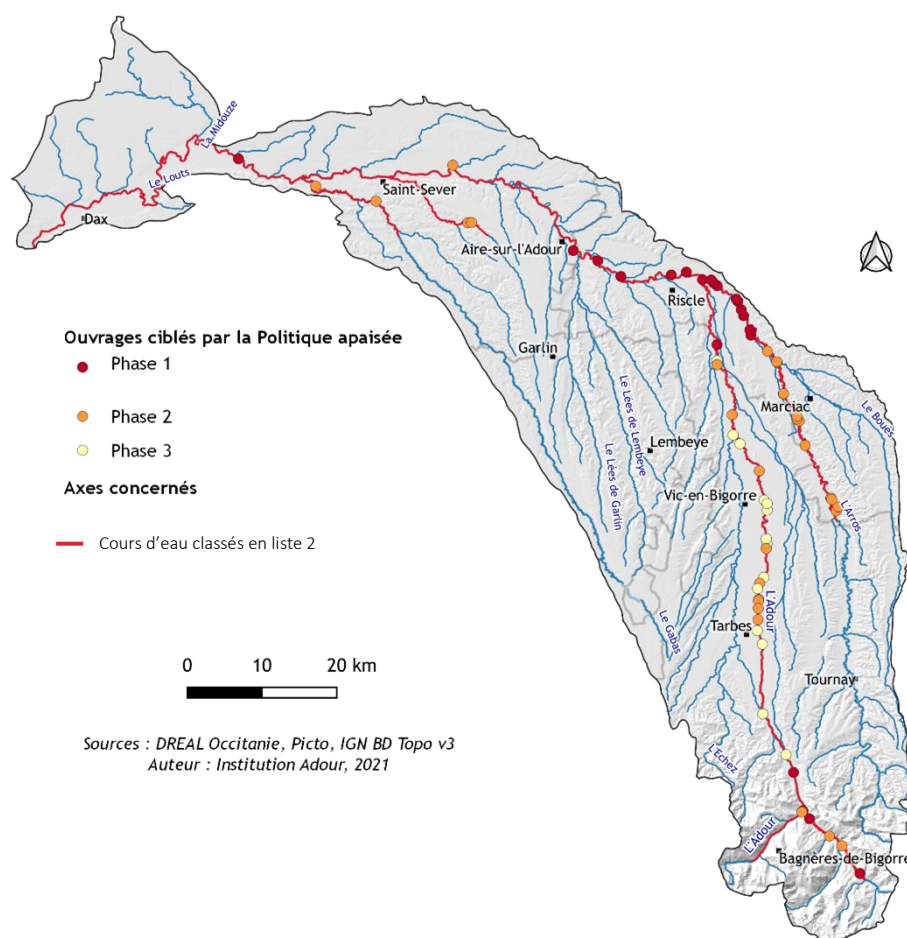 La Midouze
Le Louts
Saint-Sever
Dax
Aire-sur-l'Adour
Riscle
Ouvrages ciblés par la Politique apaisée
Phase 1
Phase 2
Phase 3
Axes concernés
Cours d'eau classés en liste 2
Garlin
Marciac
Le Bouës
Le Lées de Lembeye
Lembeye
Le Lées de Garlin
Vic-en-Bigorre
L'Arros
L'Adour
Le Gabas
Tarbes
0 10 20 km
Tournay
Sources : DREAL Occitanie, Picto, IGN BD Topo v3
Auteur : Institution Adour, 2021
L'Echez
L'Adour
Bagnères-de-Bigorre